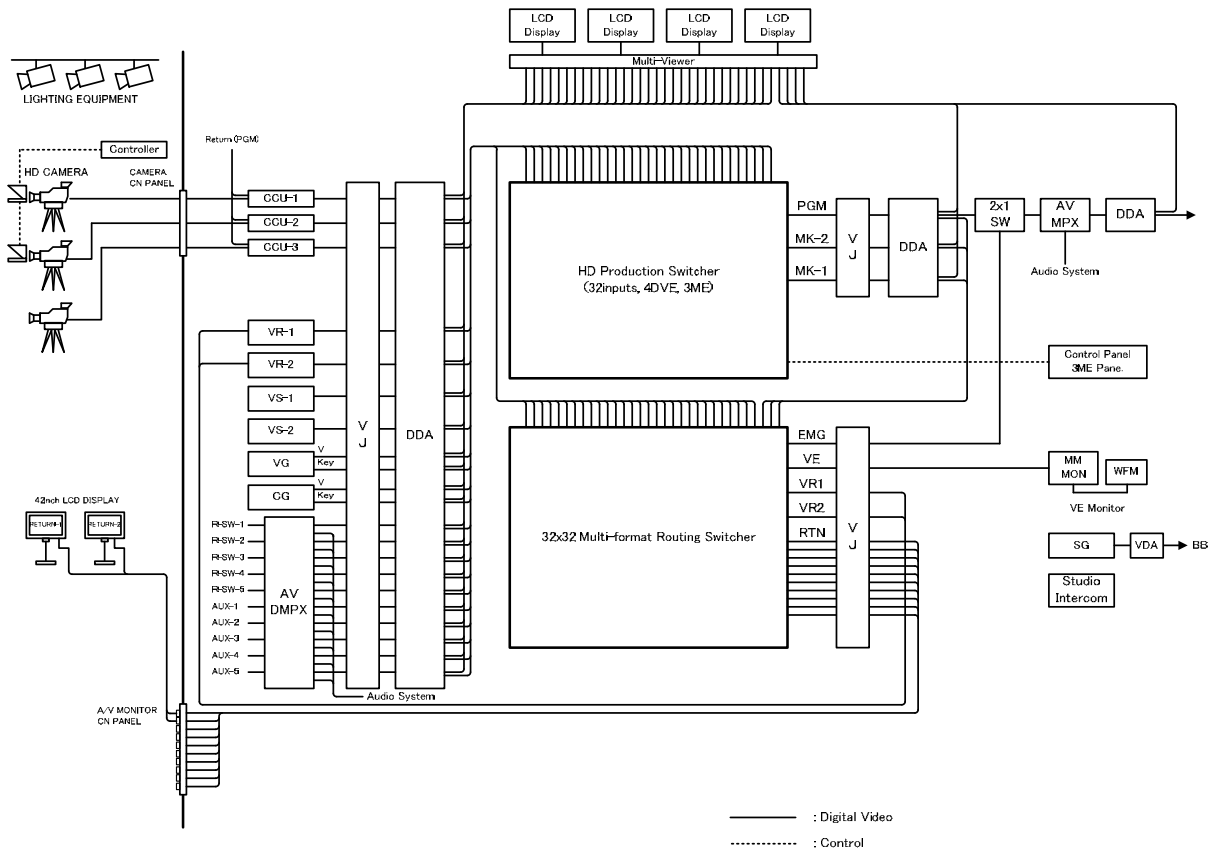 LCD
Display
LCD
Display
LCD
Display
LCD
Display
Multi-Viewer
LIGHTING EQUIPMENT
Controller
HD CAMERA
CAMERA
CN PANEL
Return(PGM)
CCU-1
CCU-2
CCU-3
VR-1
VR-2
VS-1
VS-2
VG
V
Key
CG
V
Key
RI-SW-1
RI-SW-2
RI-SW-3
RI-SW-4
RI-SW-5
AUX-1
AUX-2
AUX-3
AUX-4
AUX-5
AV
DMPX
V
J
DDA
Audio System
HD Production Switcher
(32inputs, 4DVE, 3ME)
PGM
MK-2
MK-1
V
J
DDA
2x1
SW
AV
MPX
DDA
Audio System
Control Panel
3ME Pane.
32x32 Multi-format Routing Switcher
EMG
VE
VR1
VR2
RTN
V
J
MM
MON
WFM
VE Monitor
SG
VDA
BB
Studio
Intercom
42inch LCD DISPLAY
RETURN-1
RETURN-2
A/V MONITOR
CN PANEL
: Digital Video
: Control